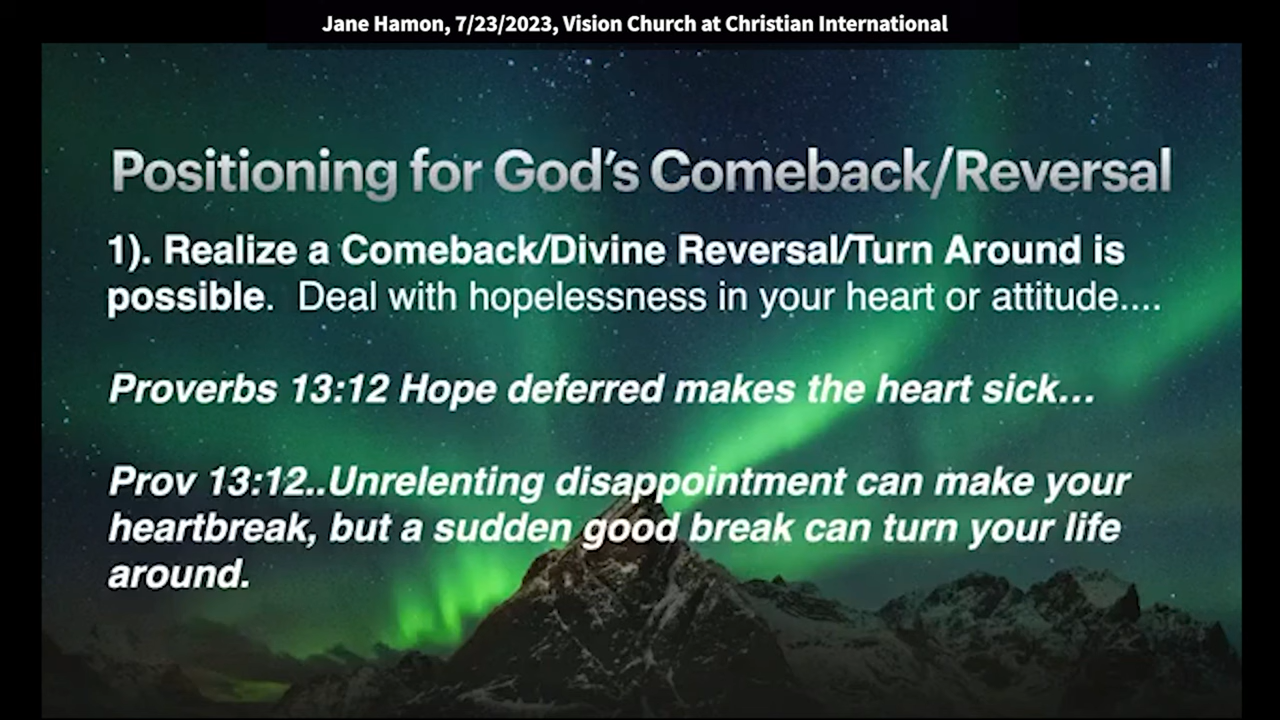 Jane Hamon, 7/23/2023, Vision Church at Christian International
Positioning for God's Comeback/Reversal
1). Realize a Comeback/Divine Reversal/Turn Around is
possible.  Deal with hopelessness in your heart or attitude....
Proverbs 13:12 Hope deferred makes the heart sick...
Prov 13:12..Unrelenting disappointment can make your
heartbreak, but a sudden good break can turn your life
around.